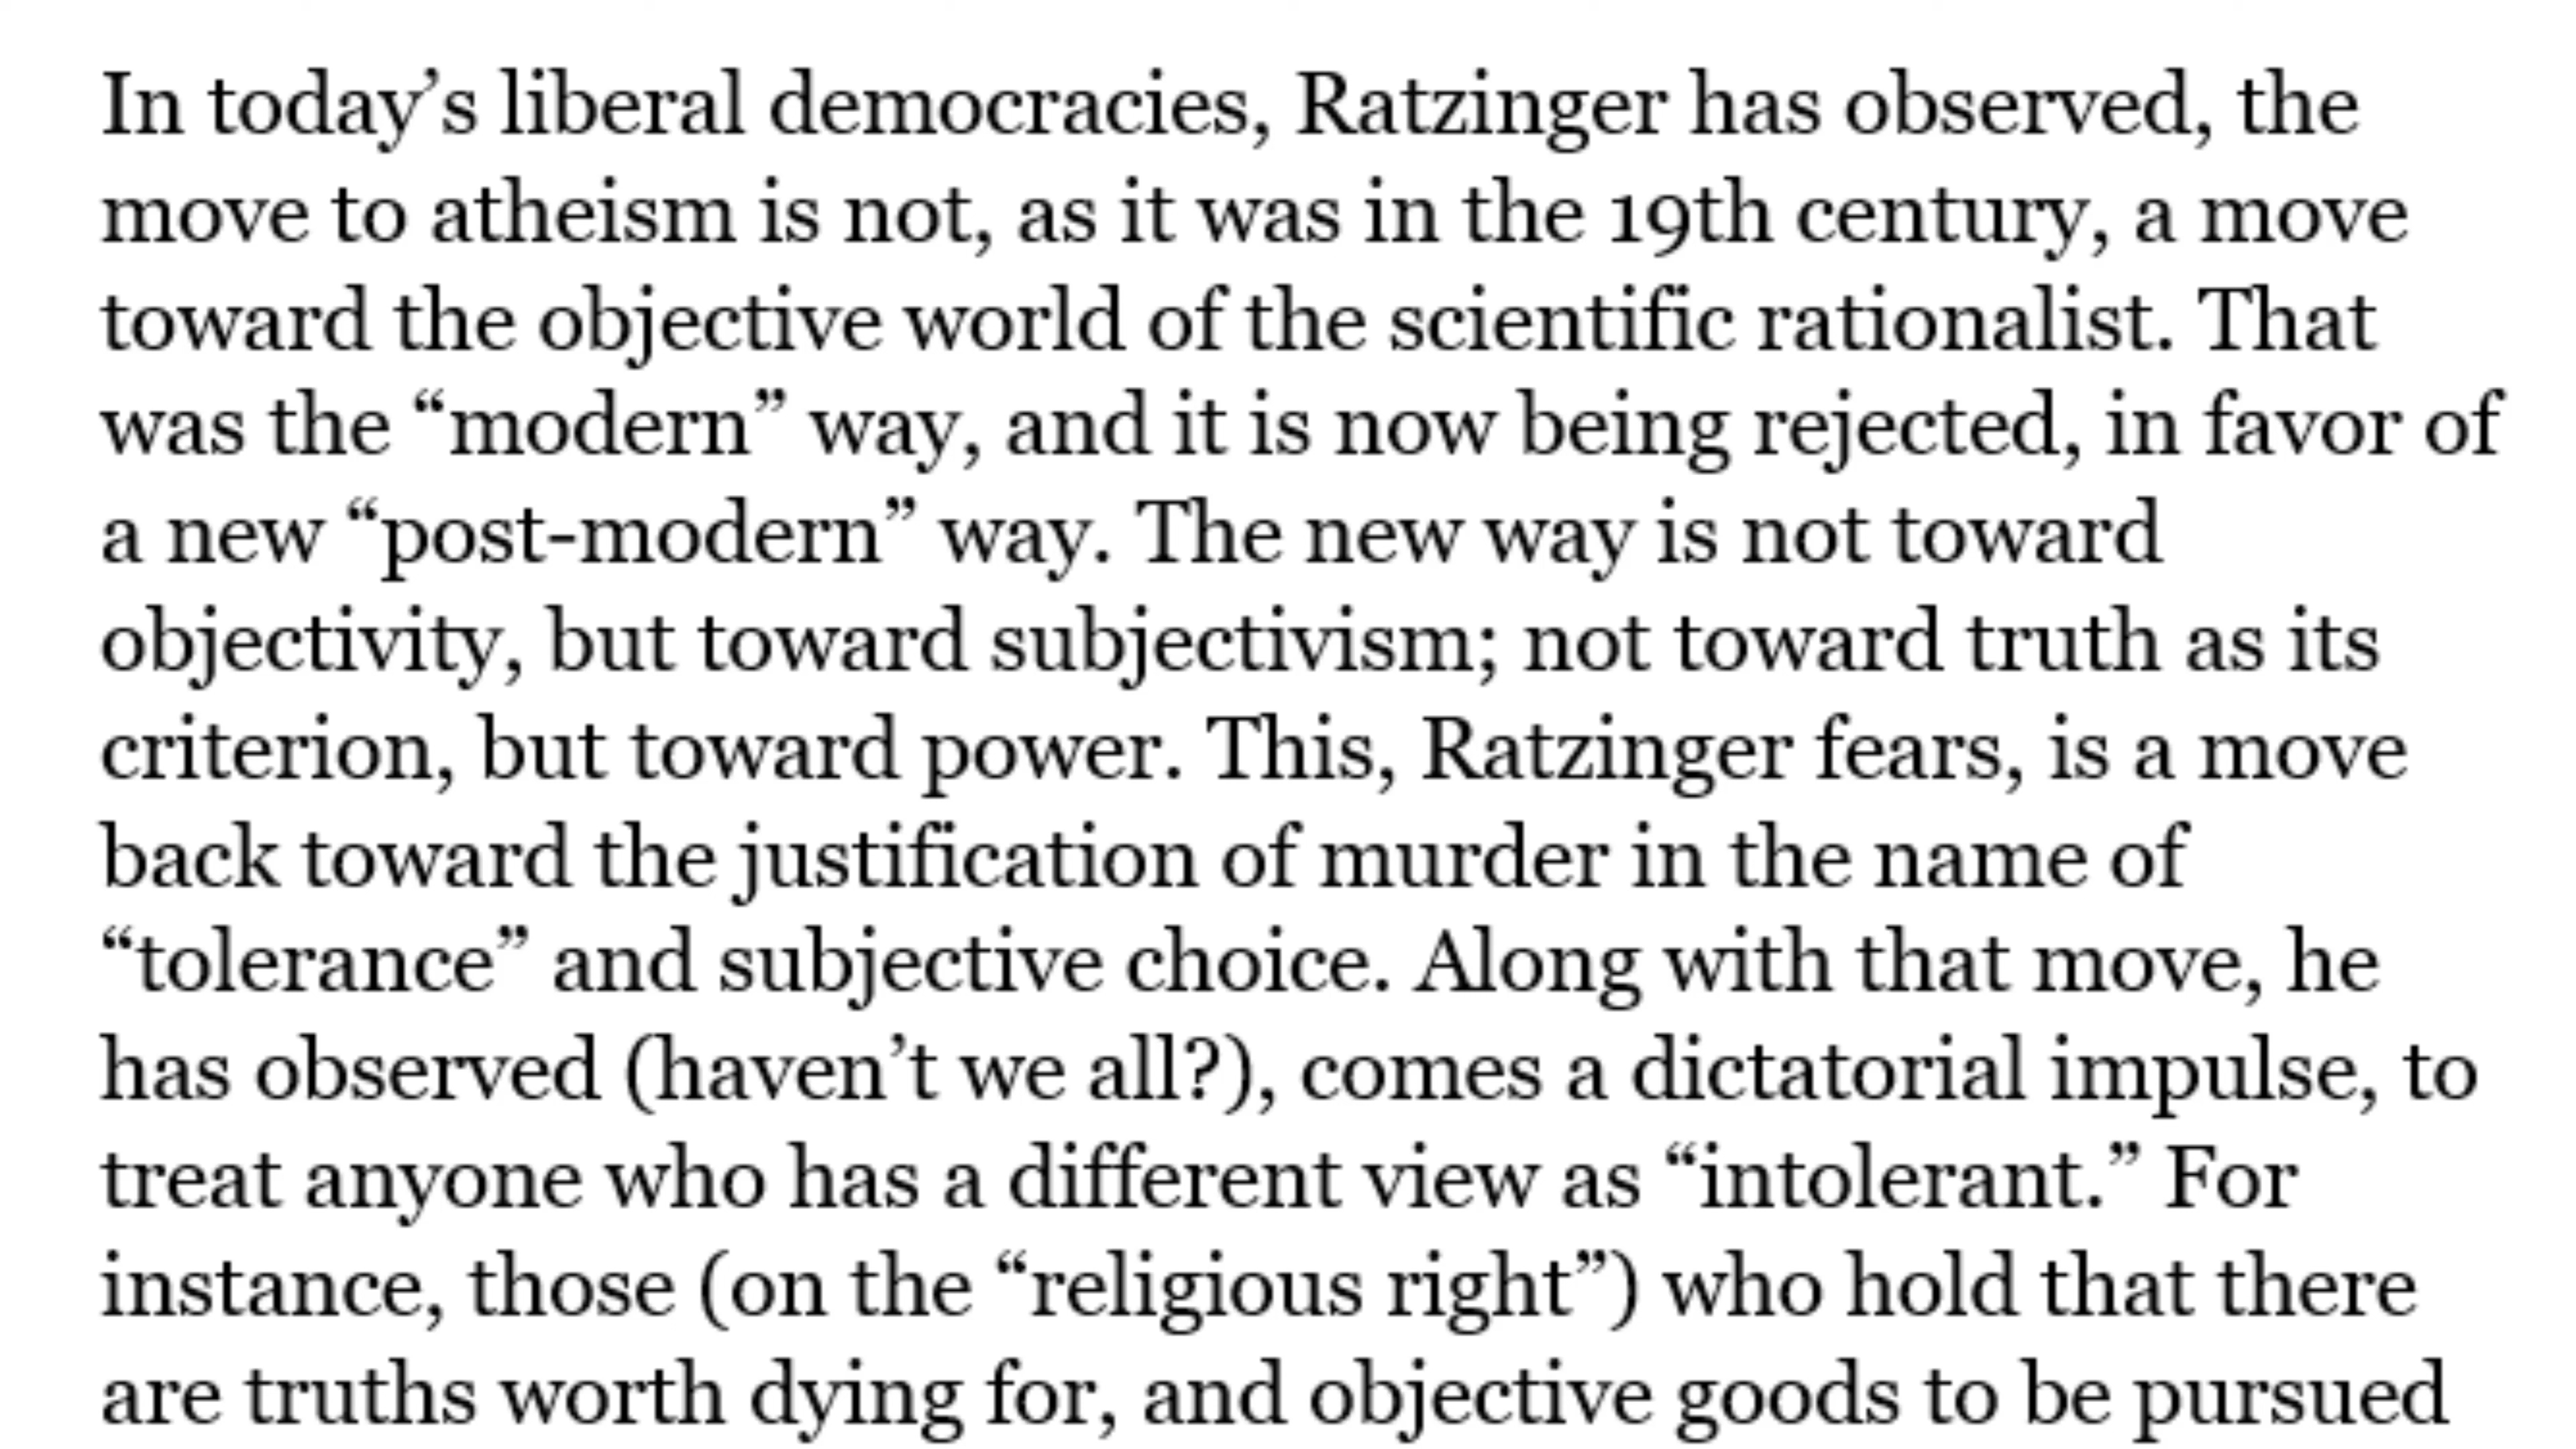 In today’s liberal democracies, Ratzinger has observed, the
move to atheism is not, as it was in the 19th century, a move
toward the objective world of the scientific rationalist. That
was the “modern” way, and it is now being rejected, in favor of
a new “post-modern” way. The new way is not toward
objectivity, but toward subjectivism; not toward truth as its
criterion, but toward power. This, Ratzinger fears, is a move
back toward the justification of murder in the name of
“tolerance” and subjective choice. Along with that move, he
has observed (haven’t we all?), comes a dictatorial impulse, to
treat anyone who has a different view as “intolerant.” For
instance, those (on the “religious right”) who hold that there
are truths worth dying for, and objective goods to be pursued